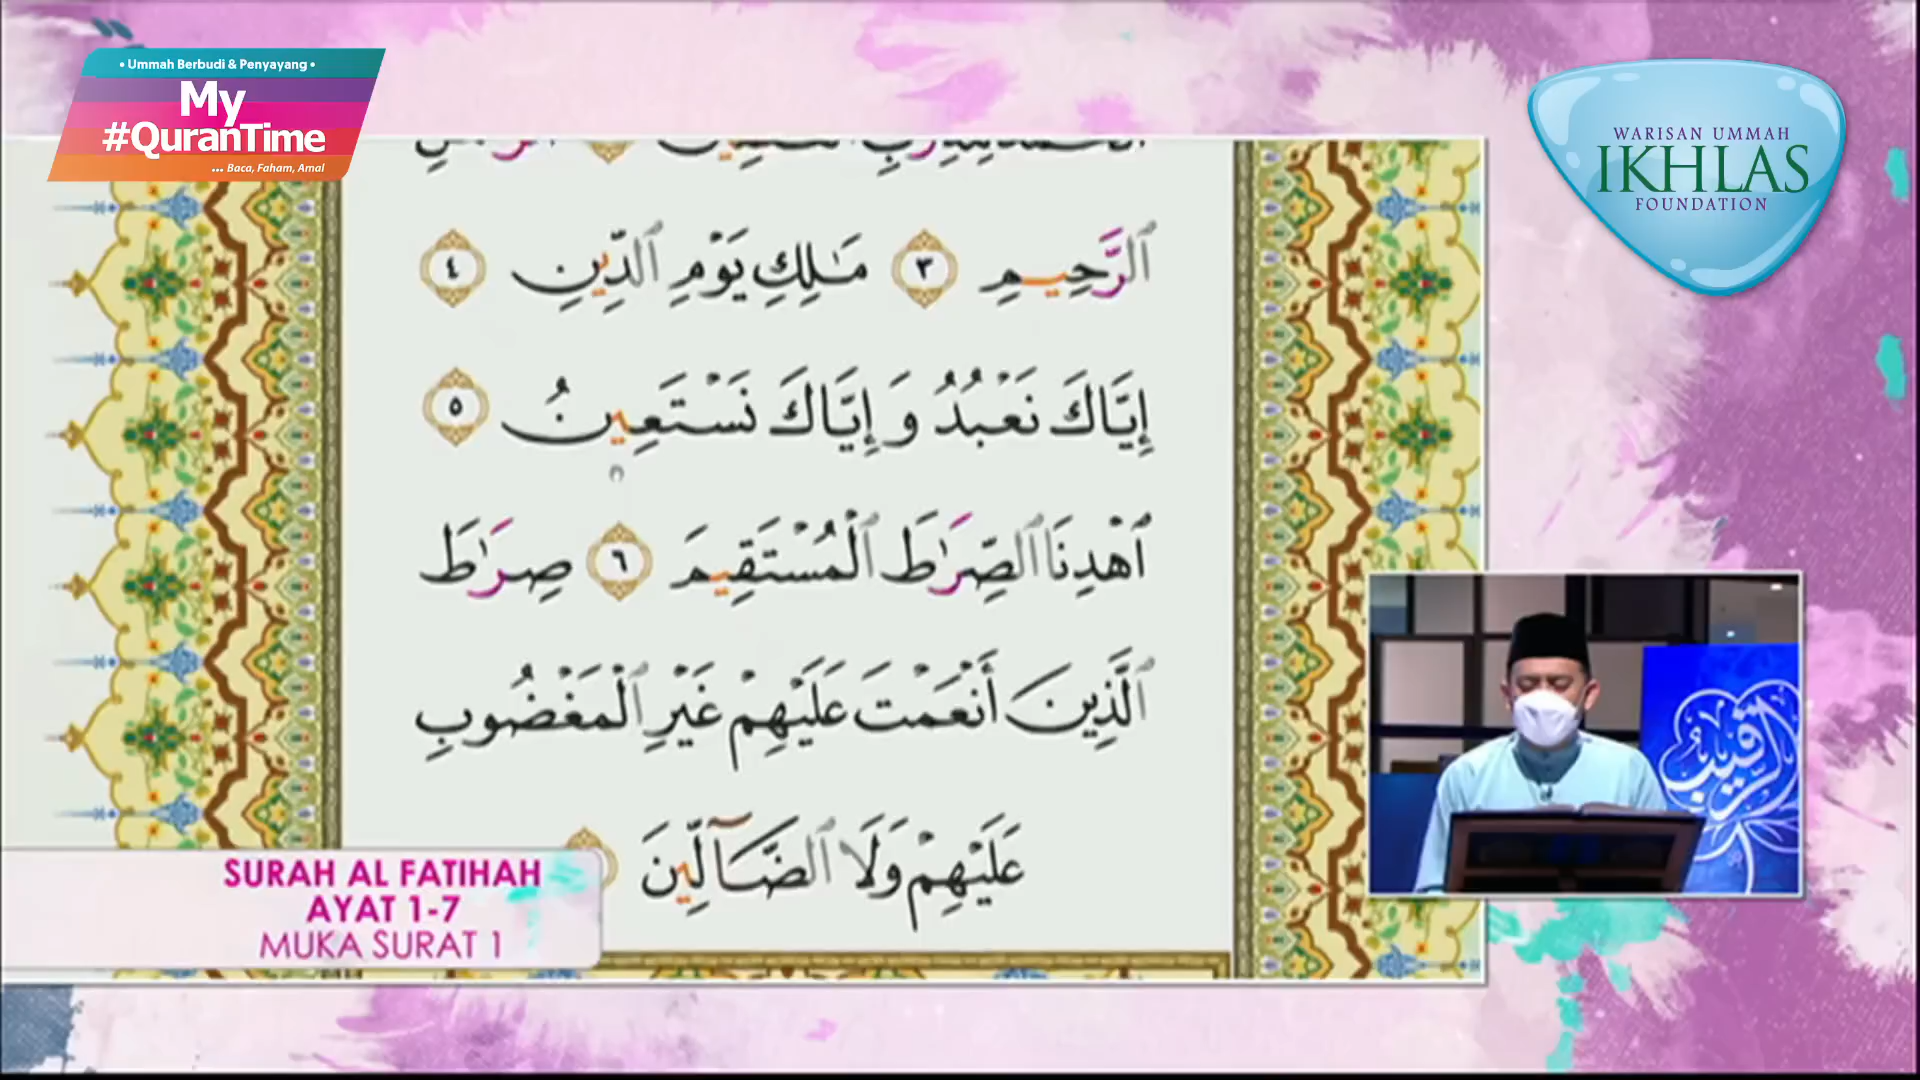 • Ummah Berbudi & Penyayang •
My
#QuranTime
... Baca, Faham, Amal
WARISAN UMMAH
IKHLAS
FOUNDATION
ٱلرَّحِيمِ ٣ مَـٰلِكِ يَوْمِ ٱلدِّينِ ٤
إِيَّاكَ نَعْبُدُ وَإِيَّاكَ نَسْتَعِينُ ٥
ٱهْدِنَا ٱلصِّرَٰطَ ٱلْمُسْتَقِيمَ ٦ صِرَٰطَ
ٱلَّذِينَ أَنْعَمْتَ عَلَيْهِمْ غَيْرِ ٱلْمَغْضُوبِ
عَلَيْهِمْ وَلَا ٱلضَّآلِّينَ
SURAH AL FATIHAH
AYAT 1-7
MUKA SURAT 1